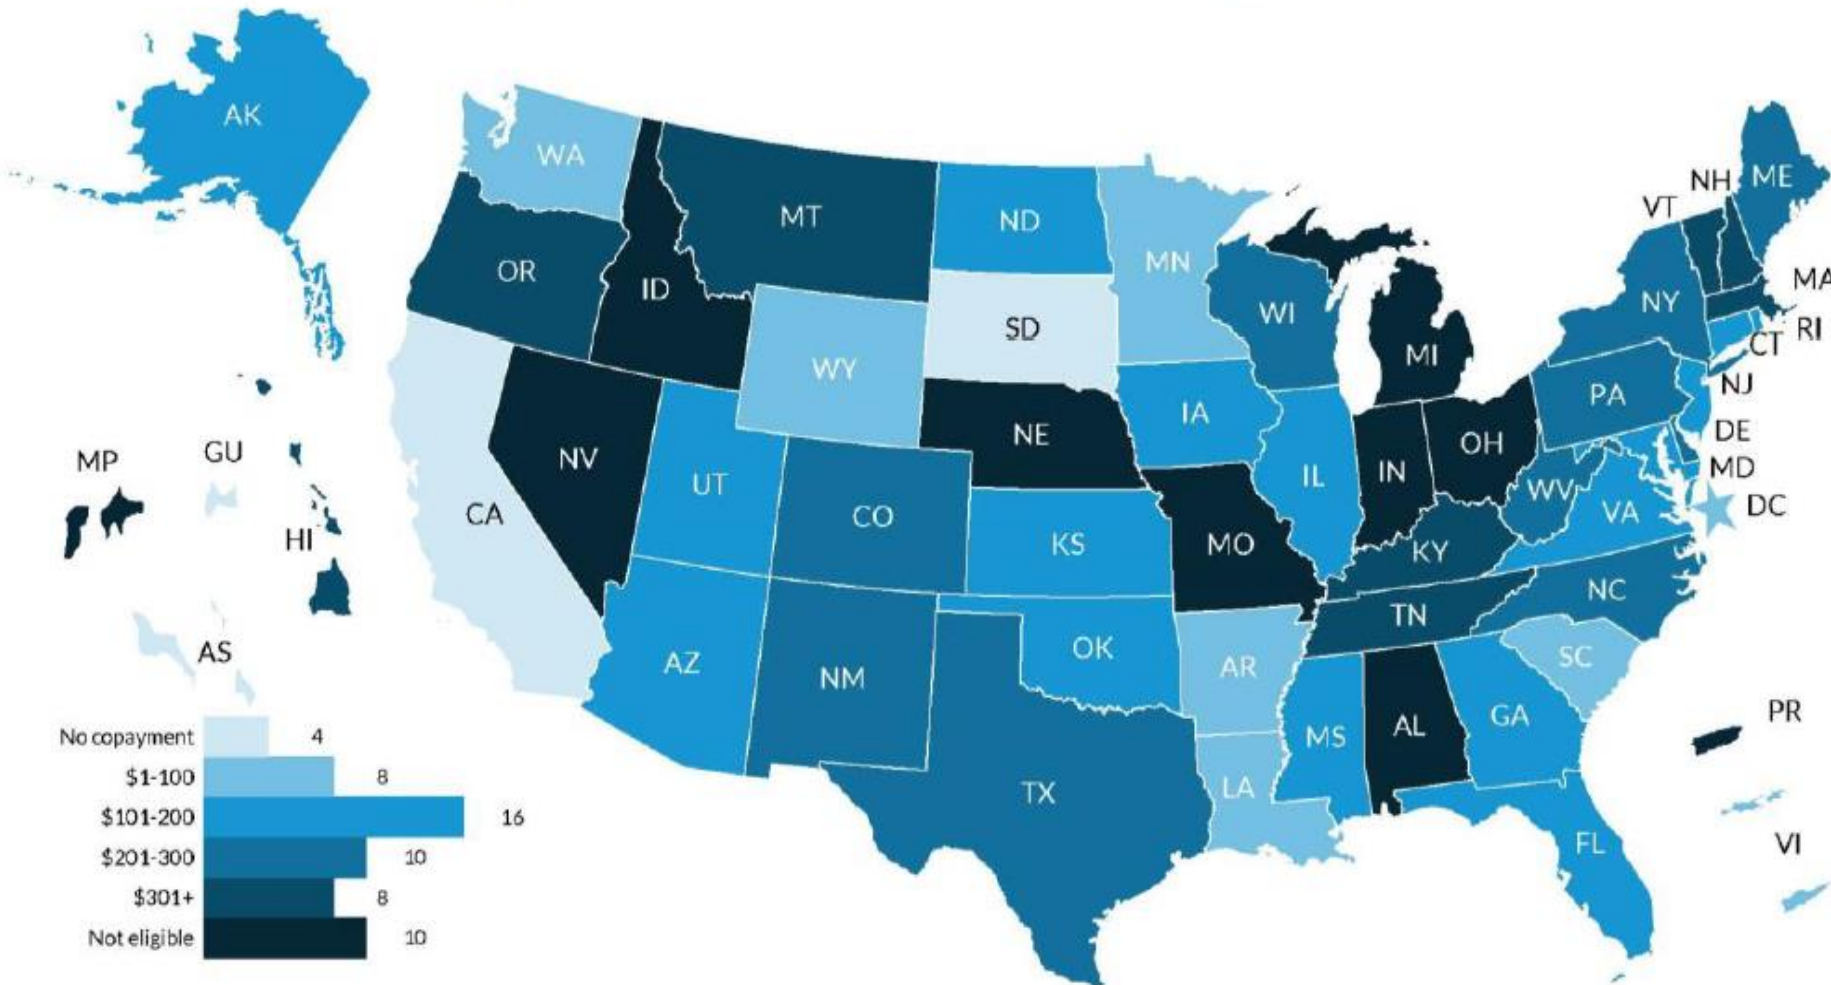 AK
WA
MT
ND
MN
OR
ID
SD
WI
WY
MI
NY
VT
NH
ME
MA
RI
CT
NJ
PA
DE
MD
DC
IA
NE
NV
UT
CO
CA
IL
IN
OH
WV
VA
KS
MO
KY
NC
TN
AZ
NM
OK
AR
SC
MS
AL
GA
TX
LA
FL
MP
GU
HI
AS
PR
VI
No copayment 4
$1-100 8
$101-200 16
$201-300 10
$301+ 8
Not eligible 10